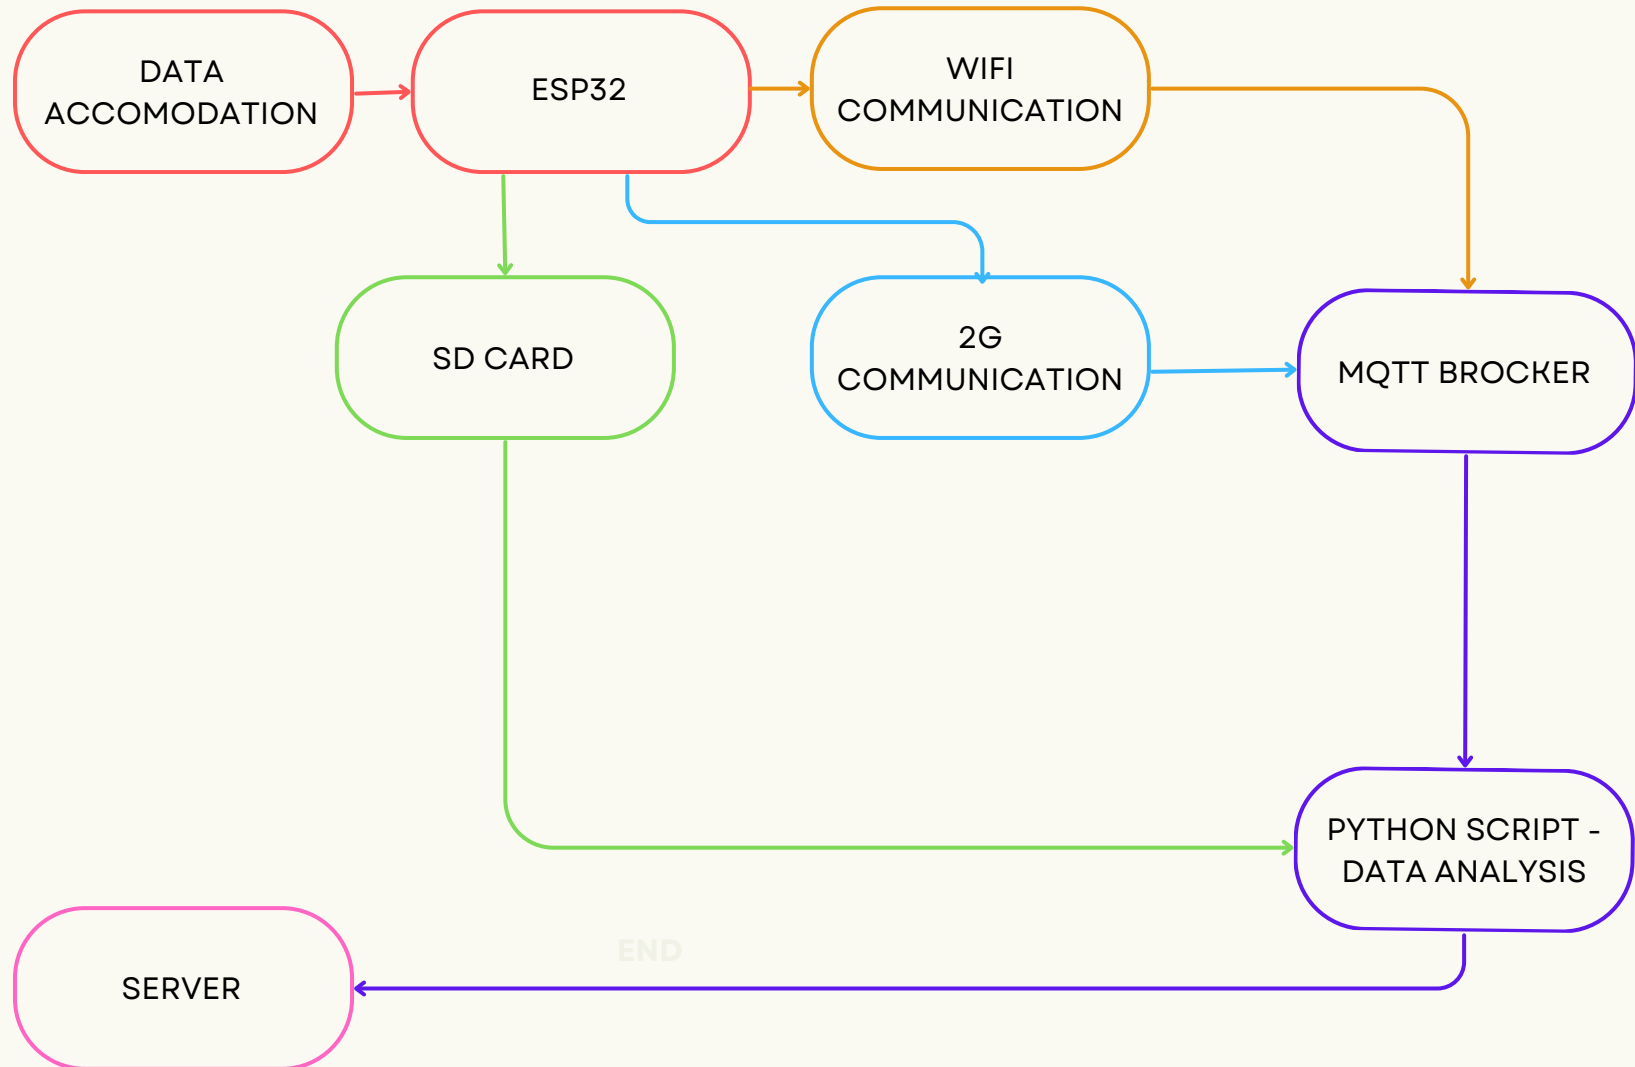 DATA
ACCOMODATION
ESP32
WIFI
COMMUNICATION
SD CARD
2G
COMMUNICATION
MQTT BROCKER
PYTHON SCRIPT -
DATA ANALYSIS
END
SERVER